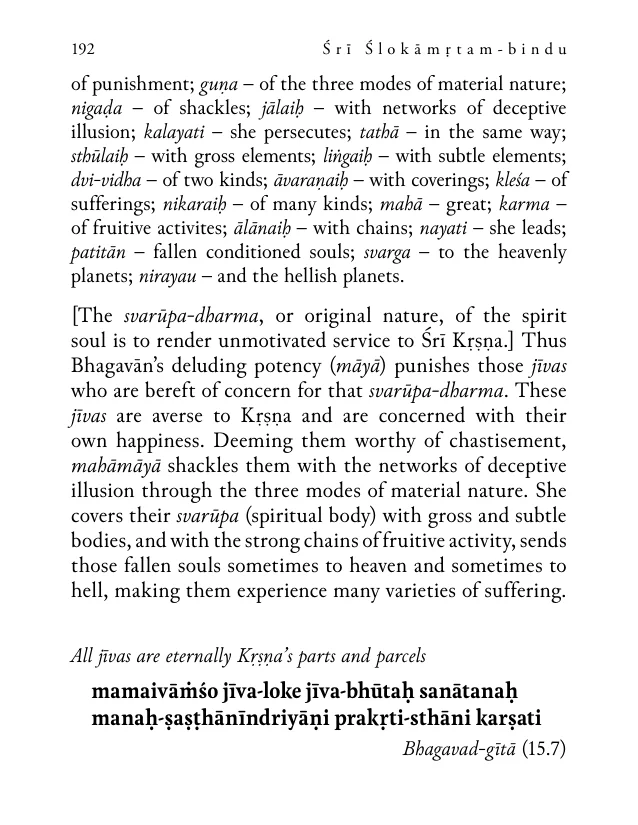 192 Śrī Ślokāmṛtam-bindu
of punishment; guṇa – of the three modes of material nature;
nigaḍa – of shackles; jālaiḥ – with networks of deceptive
illusion; kalayati – she persecutes; tathā – in the same way;
sthūlaiḥ – with gross elements; liṅgaiḥ – with subtle elements;
dvi-vidha – of two kinds; āvaraṇaiḥ – with coverings; kleśa – of
sufferings; nikaraiḥ – of many kinds; mahā – great; karma –
of fruitive activites; ālānaiḥ – with chains; nayati – she leads;
patitān – fallen conditioned souls; svarga – to the heavenly
planets; nirayau – and the hellish planets.
[The svarūpa-dharma, or original nature, of the spirit
soul is to render unmotivated service to Śrī Kṛṣṇa.] Thus
Bhagavān’s deluding potency (māyā) punishes those jīvas
who are bereft of concern for that svarūpa-dharma. These
jīvas are averse to Kṛṣṇa and are concerned with their
own happiness. Deeming them worthy of chastisement,
mahāmāyā shackles them with the networks of deceptive
illusion through the three modes of material nature. She
covers their svarūpa (spiritual body) with gross and subtle
bodies, and with the strong chains of fruitive activity, sends
those fallen souls sometimes to heaven and sometimes to
hell, making them experience many varieties of suffering.
All jīvas are eternally Kṛṣṇa’s parts and parcels
mamaivāṁśo jīva-loke jīva-bhūtaḥ sanātanaḥ
manaḥ-ṣaṣṭhānīndriyāṇi prakṛti-sthāni karṣati
Bhagavad-gītā (15.7)